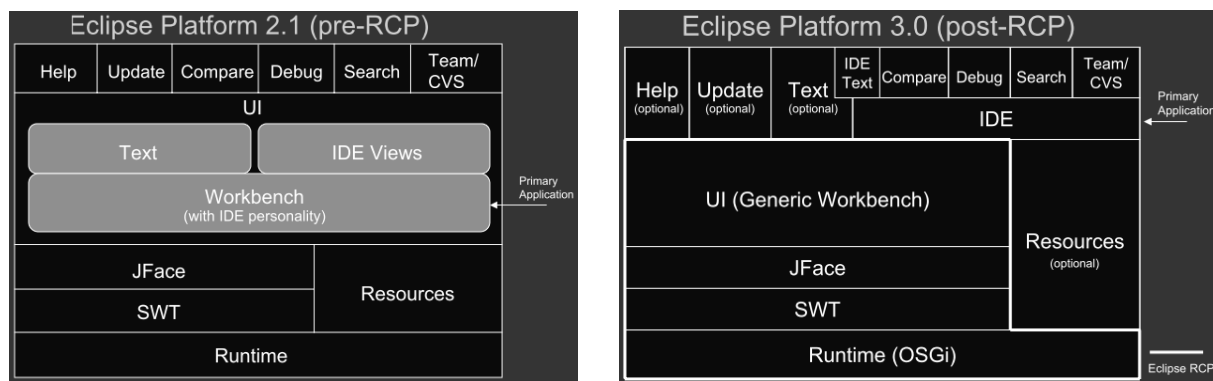 Eclipse Platform 2.1 (pre-RCP)
Help Update Compare Debug Search Team/
CVS
UI
Text IDE Views
Workbench
(with IDE personality)
Primary
Application
JFace
SWT
Resources
Runtime
Eclipse Platform 3.0 (post-RCP)
Help
(optional)
Update
(optional)
Text
(optional)
IDE
Text
Compare Debug Search Team/
CVS
IDE
Primary
Application
UI (Generic Workbench)
JFace
SWT
Resources
(optional)
Runtime (OSGi)
Eclipse RCP